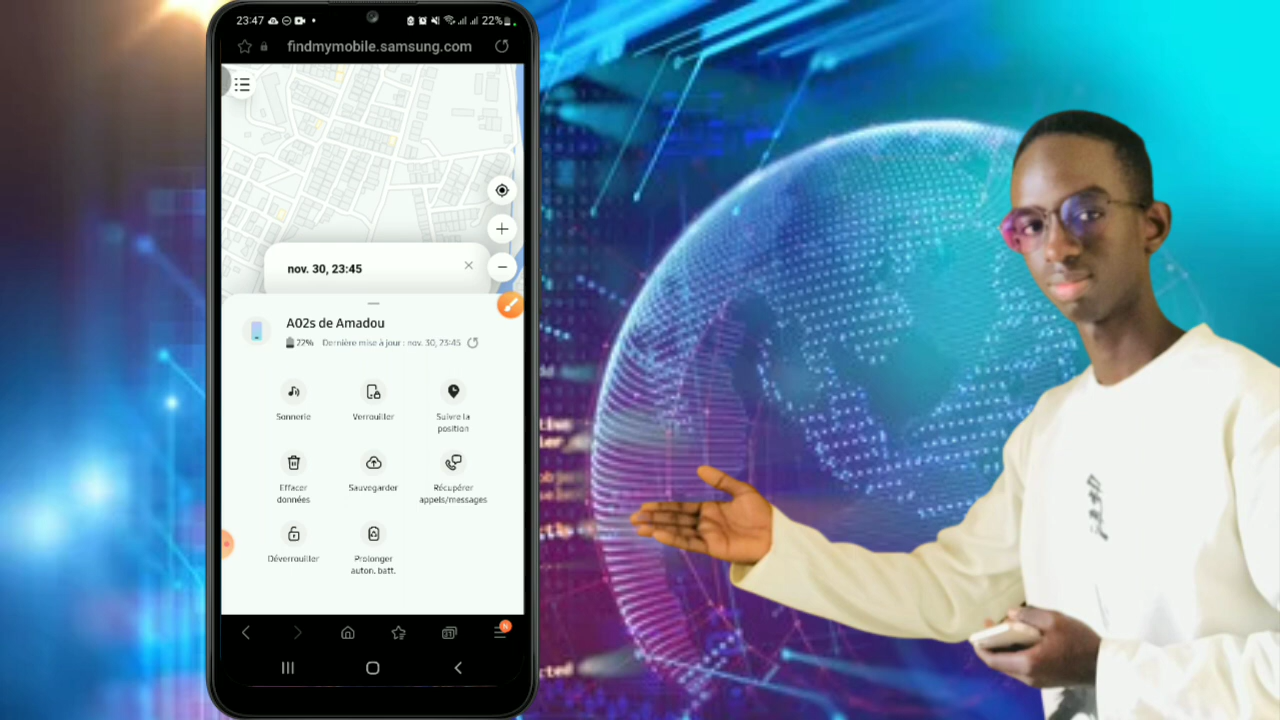 23:47
22%
findmymobile.samsung.com
nov. 30, 23:45
A02s de Amadou
22% Dernière mise à jour : nov. 30, 23:45
Sonnerie
Verrouiller
Suivre la
position
Effacer
données
Sauvegarder
Récupérer
appels/messages
Déverrouiller
Prolonger
auton. batt.
N